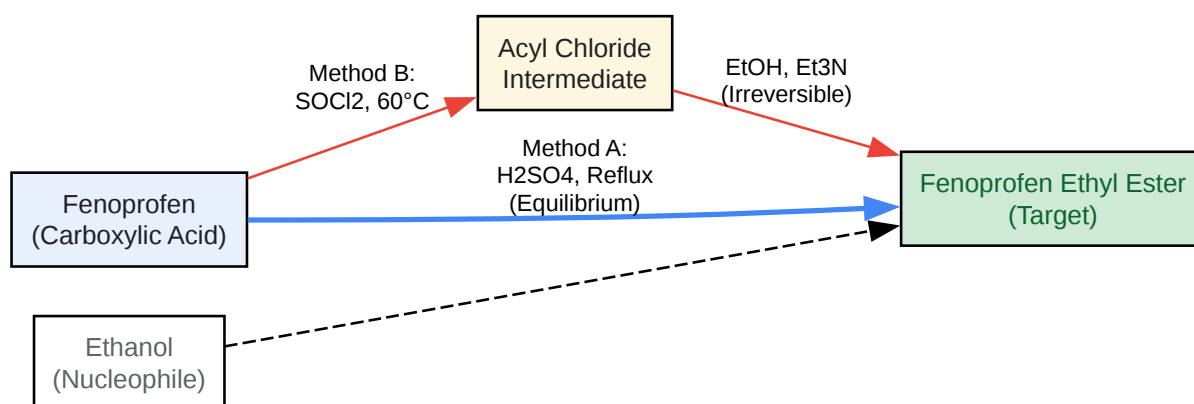 Acyl Chloride
Intermediate
Method B:
SOCl2, 60°C
EtOH, Et3N
(Irreversible)
Method A:
H2SO4, Reflux
(Equilibrium)
Fenoprofen
(Carboxylic Acid)
Fenoprofen Ethyl Ester
(Target)
Ethanol
(Nucleophile)